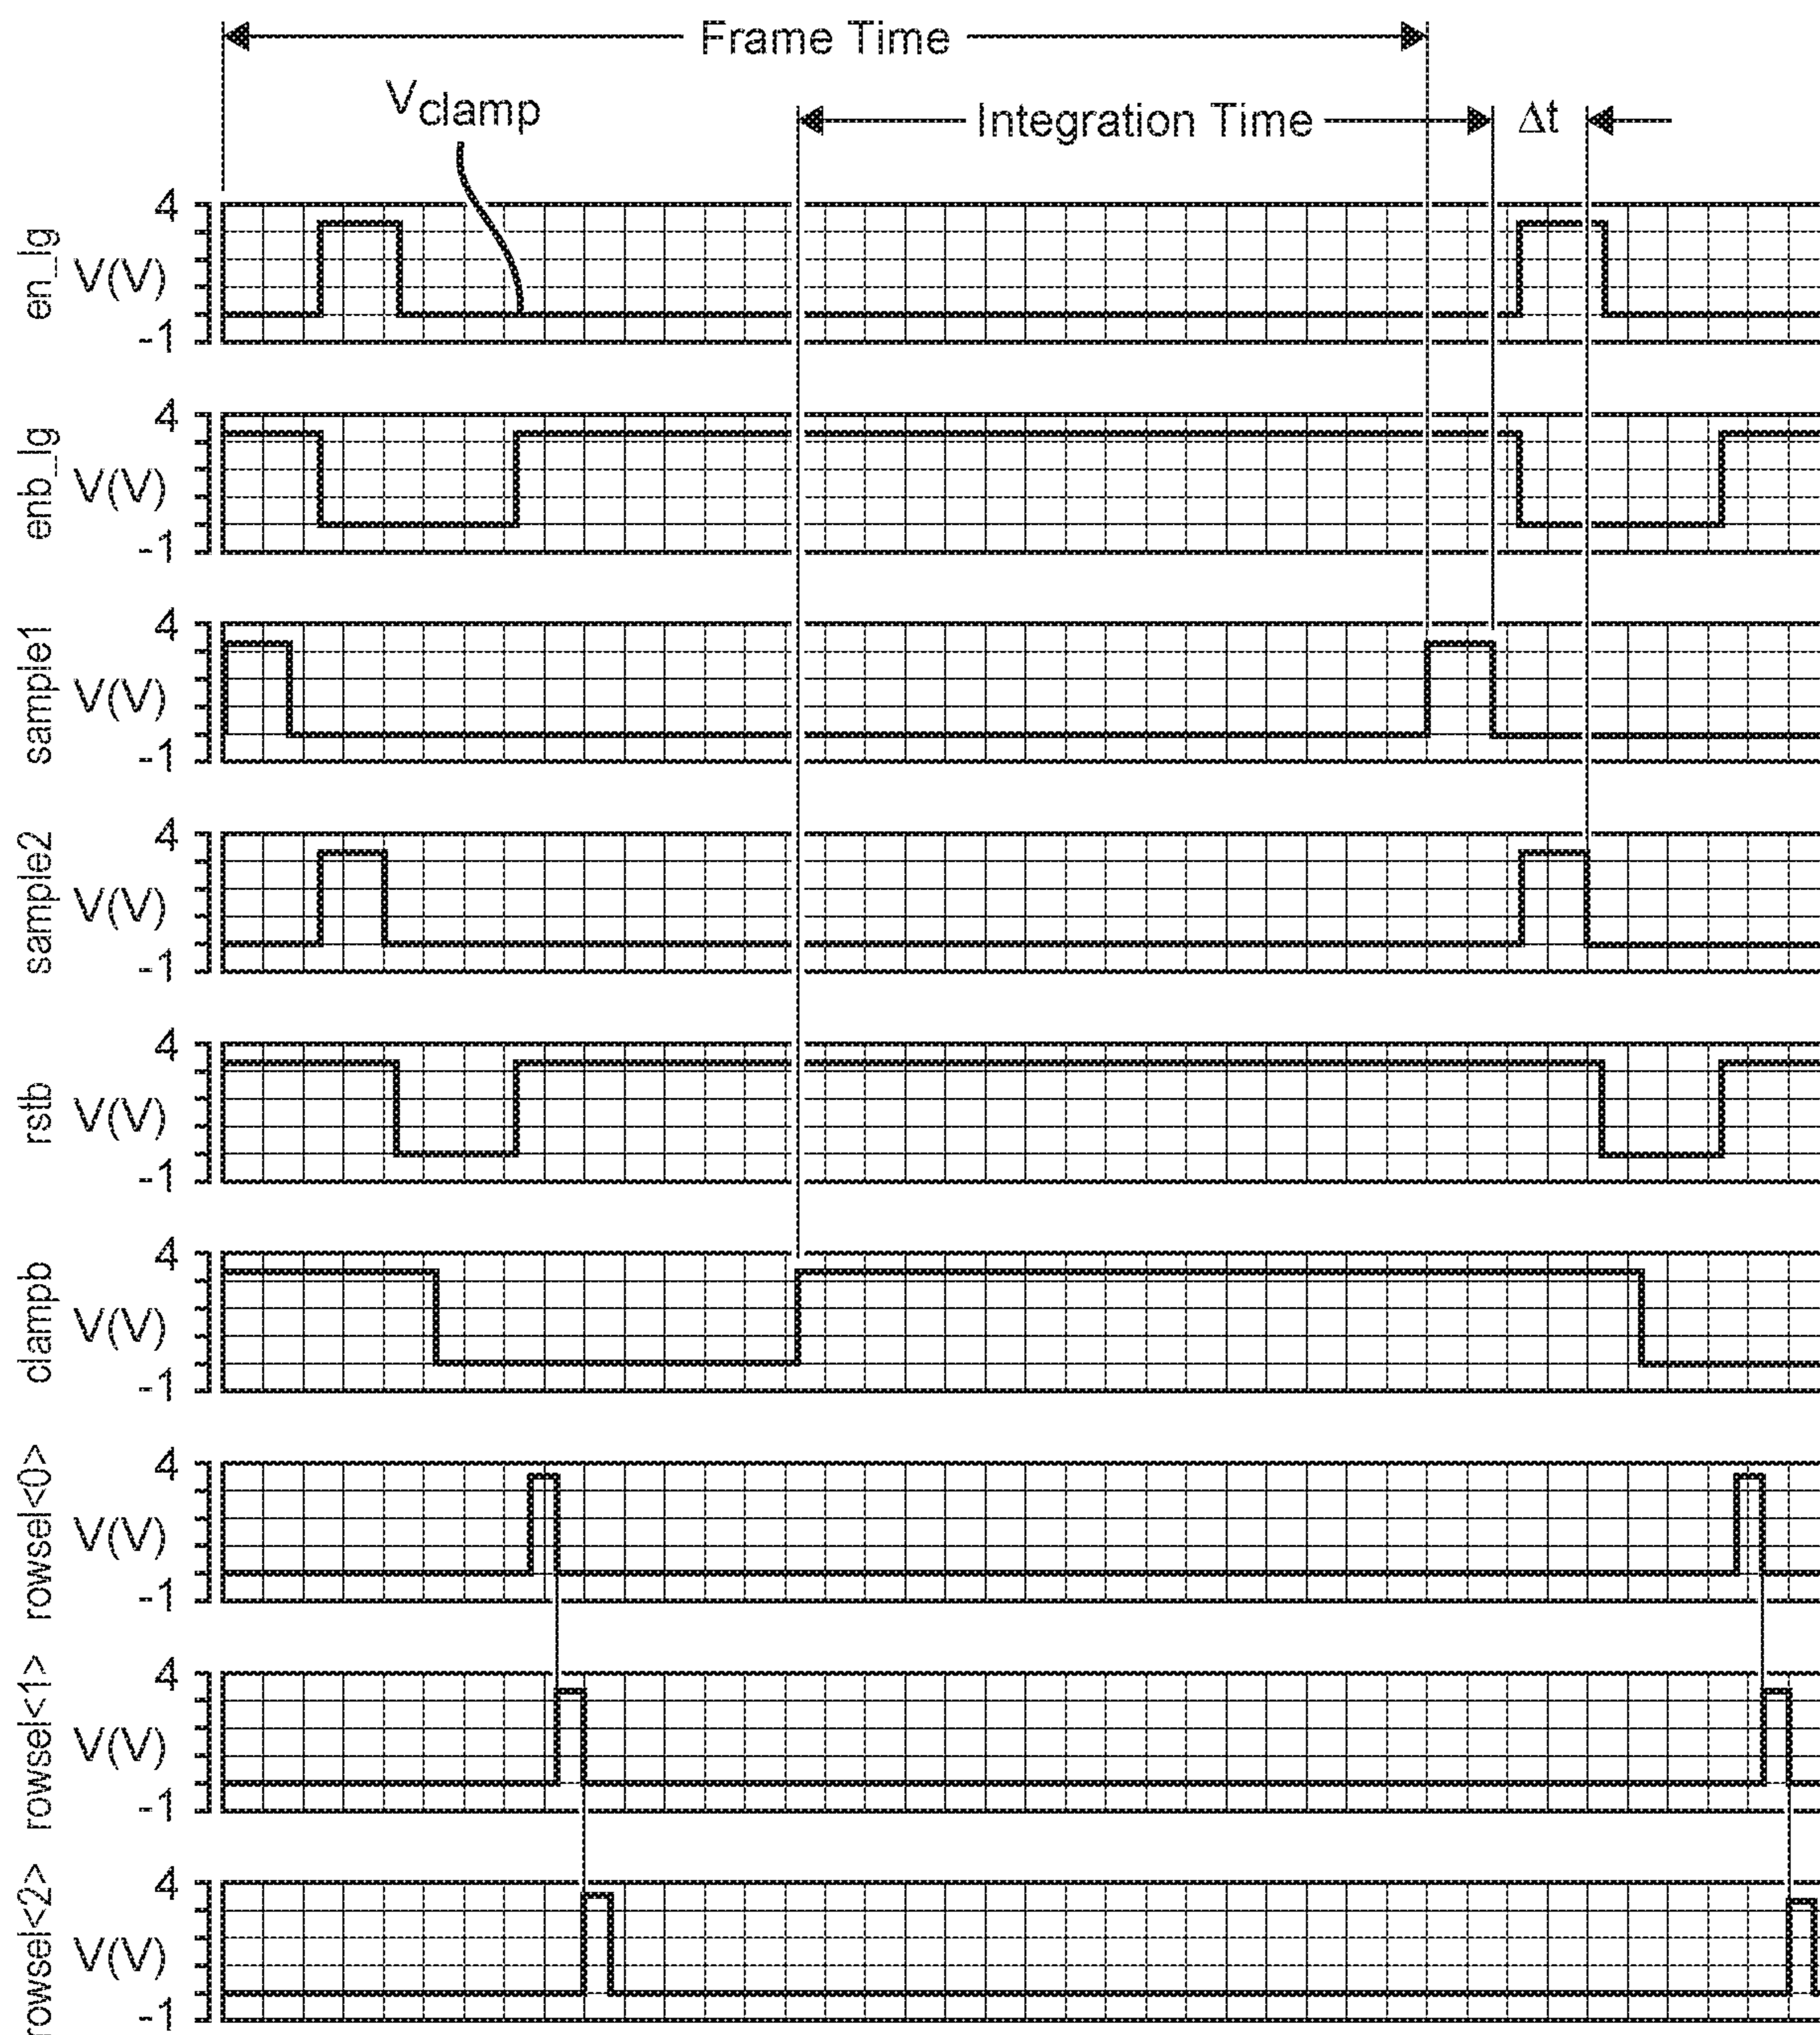 Frame Time
Vclamp
Integration Time
Δt
en_lg
V(V)
4
-1
enb_lg
V(V)
4
-1
sample1
V(V)
4
-1
sample2
V(V)
4
-1
rstb
V(V)
4
-1
clampb
V(V)
4
-1
rowsel<0>
V(V)
4
-1
rowsel<1>
V(V)
4
-1
rowsel<2>
V(V)
4
-1